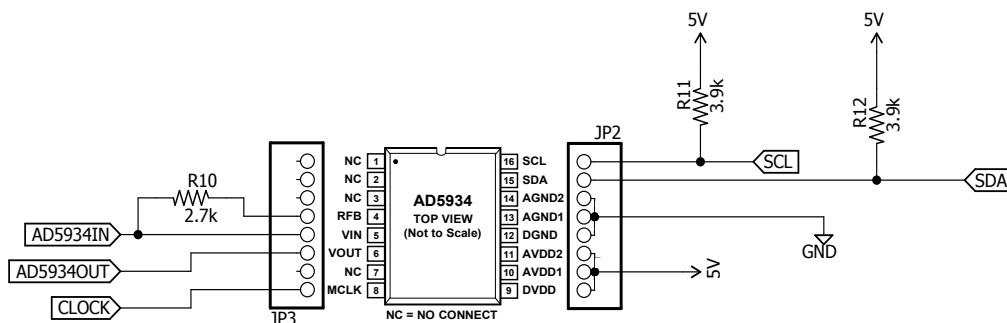 5V
5V
R11
3.9k
R12
3.9k
JP2
SCL
SDA
GND
5V
R10
2.7k
AD5934IN
AD5934OUT
CLOCK
JP3
NC 1
NC 2
NC 3
RFB 4
VIN 5
VOUT 6
NC 7
MCLK 8
AD5934
TOP VIEW
(Not to Scale)
16 SCL
15 SDA
14 AGND2
13 AGND1
12 DGND
11 AVDD2
10 AVDD1
9 DVDD
NC = NO CONNECT